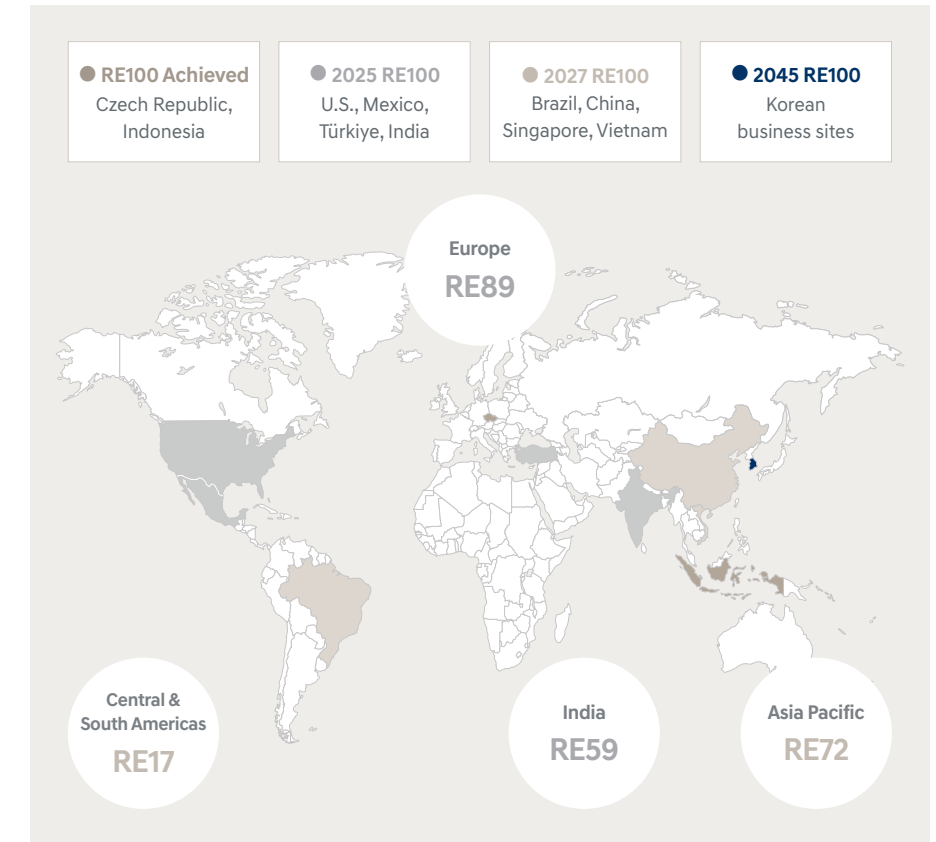 RE100 Achieved
Czech Republic,
Indonesia
2025 RE100
U.S., Mexico,
Türkiye, India
2027 RE100
Brazil, China,
Singapore, Vietnam
2045 RE100
Korean
business sites
Europe
RE89
Central &
South Americas
RE17
India
RE59
Asia Pacific
RE72